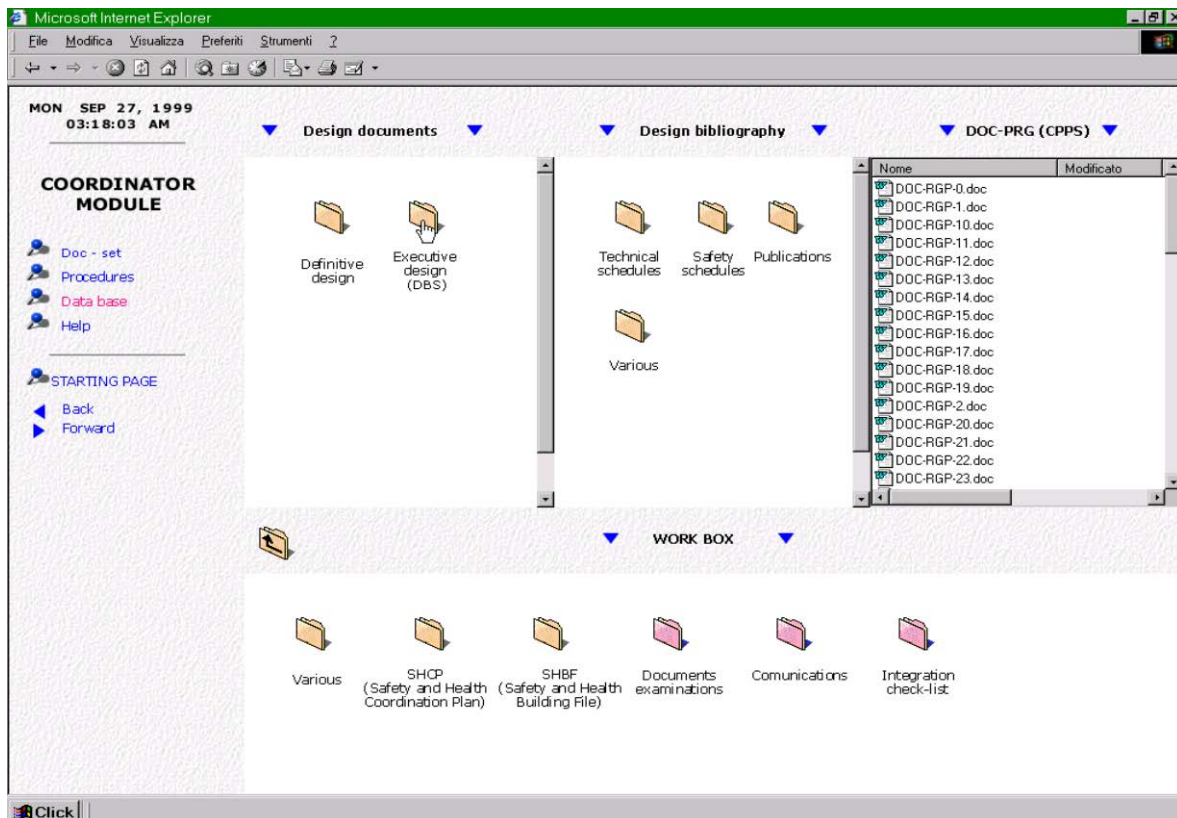 Microsoft Internet Explorer
File Modifica Visualizza Preferiti Strumenti ?
MON SEP 27, 1999
03:18:03 AM
COORDINATOR
MODULE
Doc - set
Procedures
Data base
Help
STARTING PAGE
Back
Forward
Design documents
Definitive
design
Executive
design
(DBS)
Design bibliography
Technical
schedules
Safety
schedules
Publications
Various
DOC-PRG (CPPS)
Nome Modificato
DOC-RGP-0.doc
DOC-RGP-1.doc
DOC-RGP-10.doc
DOC-RGP-11.doc
DOC-RGP-12.doc
DOC-RGP-13.doc
DOC-RGP-14.doc
DOC-RGP-15.doc
DOC-RGP-16.doc
DOC-RGP-17.doc
DOC-RGP-18.doc
DOC-RGP-19.doc
DOC-RGP-2.doc
DOC-RGP-20.doc
DOC-RGP-21.doc
DOC-RGP-22.doc
DOC-RGP-23.doc
WORK BOX
Various
SHCP
(Safety and Health
Coordination Plan)
SHBF
(Safety and Health
Building File)
Documents
examinations
Comunications
Integration
check-list
Click